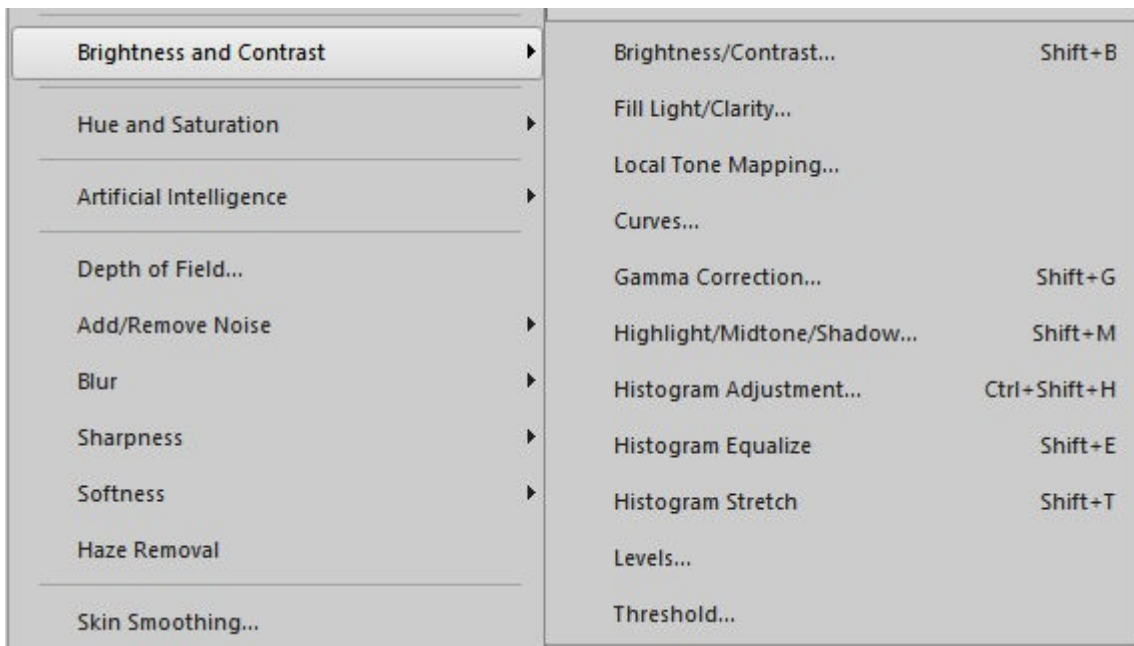 Brightness and Contrast
Hue and Saturation
Artificial Intelligence
Depth of Field...
Add/Remove Noise
Blur
Sharpness
Softness
Haze Removal
Skin Smoothing...
Brightness/Contrast... Shift+B
Fill Light/Clarity...
Local Tone Mapping...
Curves...
Gamma Correction... Shift+G
Highlight/Midtone/Shadow... Shift+M
Histogram Adjustment... Ctrl+Shift+H
Histogram Equalize Shift+E
Histogram Stretch Shift+T
Levels...
Threshold...